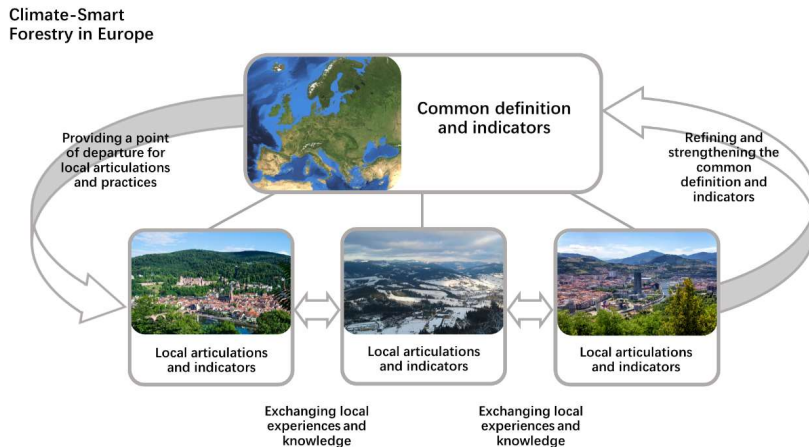 Climate-Smart
Forestry in Europe
Common definition
and indicators
Providing a point
of departure for
local articulations
and practices
Refining and
strengthening the
common
definition and
indicators
Local articulations
and indicators
Local articulations
and indicators
Local articulations
and indicators
Exchanging local
experiences and
knowledge
Exchanging local
experiences and
knowledge